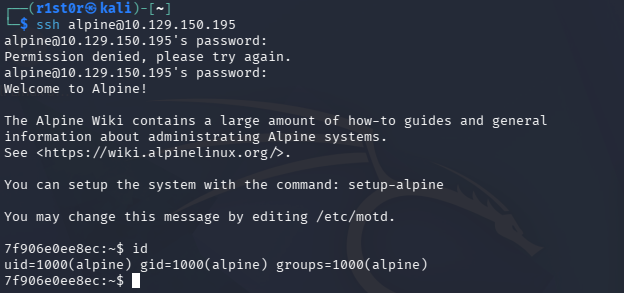 ┌──(r1st0r㉿kali)-[~]
└─$ ssh alpine@10.129.150.195
alpine@10.129.150.195's password:
Permission denied, please try again.
alpine@10.129.150.195's password:
Welcome to Alpine!
The Alpine Wiki contains a large amount of how-to guides and general
information about administrating Alpine systems.
See <https://wiki.alpinelinux.org/>.
You can setup the system with the command: setup-alpine
You may change this message by editing /etc/motd.
7f906e0ee8ec:~$ id
uid=1000(alpine) gid=1000(alpine) groups=1000(alpine)
7f906e0ee8ec:~$